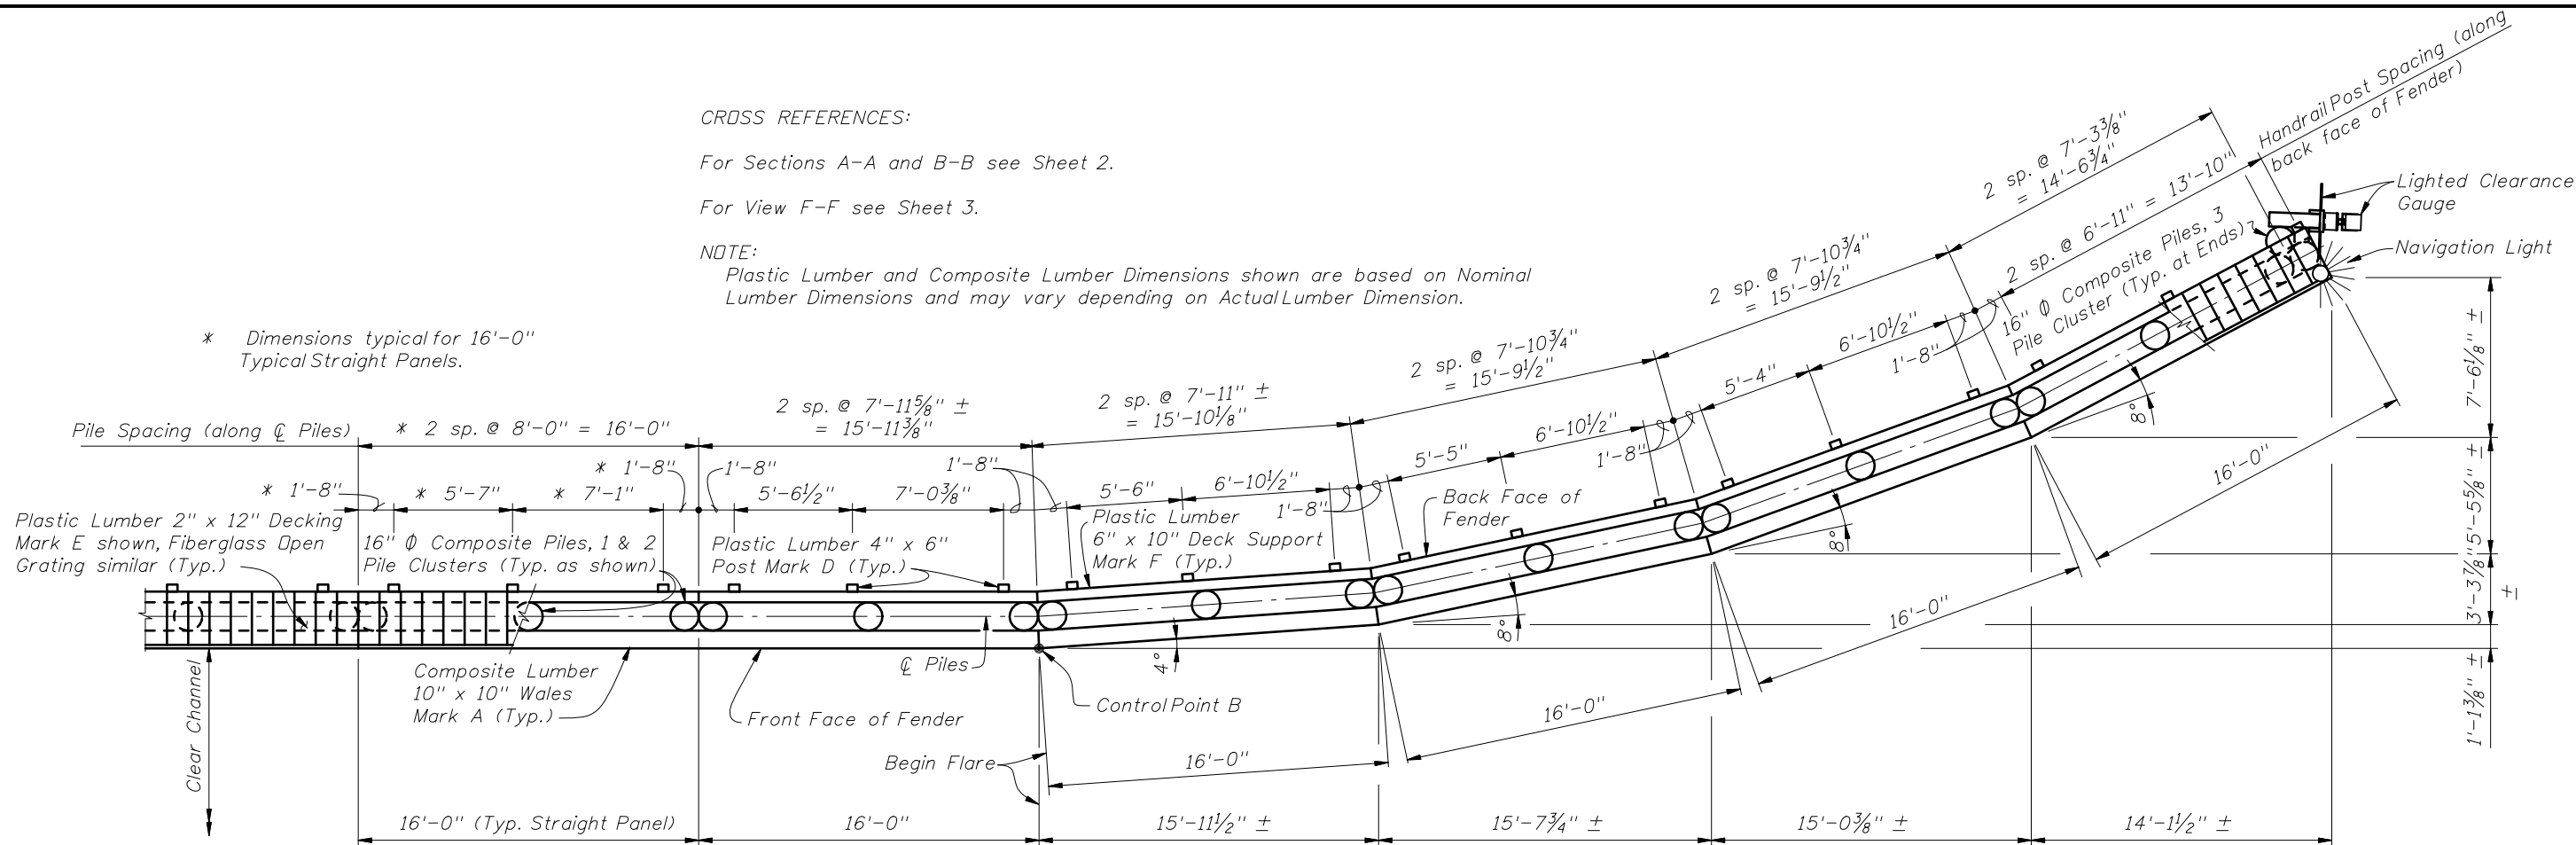 CROSS REFERENCES:
For Sections A-A and B-B see Sheet 2.
For View F-F see Sheet 3.
NOTE:
Plastic Lumber and Composite Lumber Dimensions shown are based on Nominal
Lumber Dimensions and may vary depending on Actual Lumber Dimension.
* Dimensions typical for 16'-0"
Typical Straight Panels.
Handrail Post Spacing (along
back face of Fender)
Lighted Clearance
Gauge
Navigation Light
2 sp. @ 7'-3⅜"
= 14'-6¾"
2 sp. @ 6'-11" = 13'-10"
16" ϕ Composite Piles, 3
Pile Cluster (Typ. at Ends)
2 sp. @ 7'-10¾"
= 15'-9½"
6'-10½"
1'-8"
5'-4"
2 sp. @ 7'-10¾"
= 15'-9½"
6'-10½"
1'-8"
5'-5"
2 sp. @ 7'-11" ±
= 15'-10⅛"
2 sp. @ 7'-11⅝" ±
= 15'-11⅜"
Pile Spacing (along ℄ Piles)
* 2 sp. @ 8'-0" = 16'-0"
* 1'-8"
* 5'-7"
* 7'-1"
* 1'-8"
1'-8"
5'-6½"
7'-0⅜"
1'-8"
5'-6"
6'-10½"
1'-8"
Plastic Lumber 2" x 12" Decking
Mark E shown, Fiberglass Open
Grating similar (Typ.)
16" ϕ Composite Piles, 1 & 2
Pile Clusters (Typ. as shown)
Plastic Lumber 4" x 6"
Post Mark D (Typ.)
Plastic Lumber
6" x 10" Deck Support
Mark F (Typ.)
Back Face of
Fender
8°
8°
8°
4°
16'-0"
16'-0"
16'-0"
16'-0"
7'-6⅛" ±
5'-5⅝" ±
3'-3⅞"
±
1'-1⅜" ±
Clear Channel
Composite Lumber
10" x 10" Wales
Mark A (Typ.)
Front Face of Fender
℄ Piles
Control Point B
Begin Flare
16'-0" (Typ. Straight Panel)
16'-0"
15'-11½" ±
15'-7¾" ±
15'-0⅜" ±
14'-1½" ±